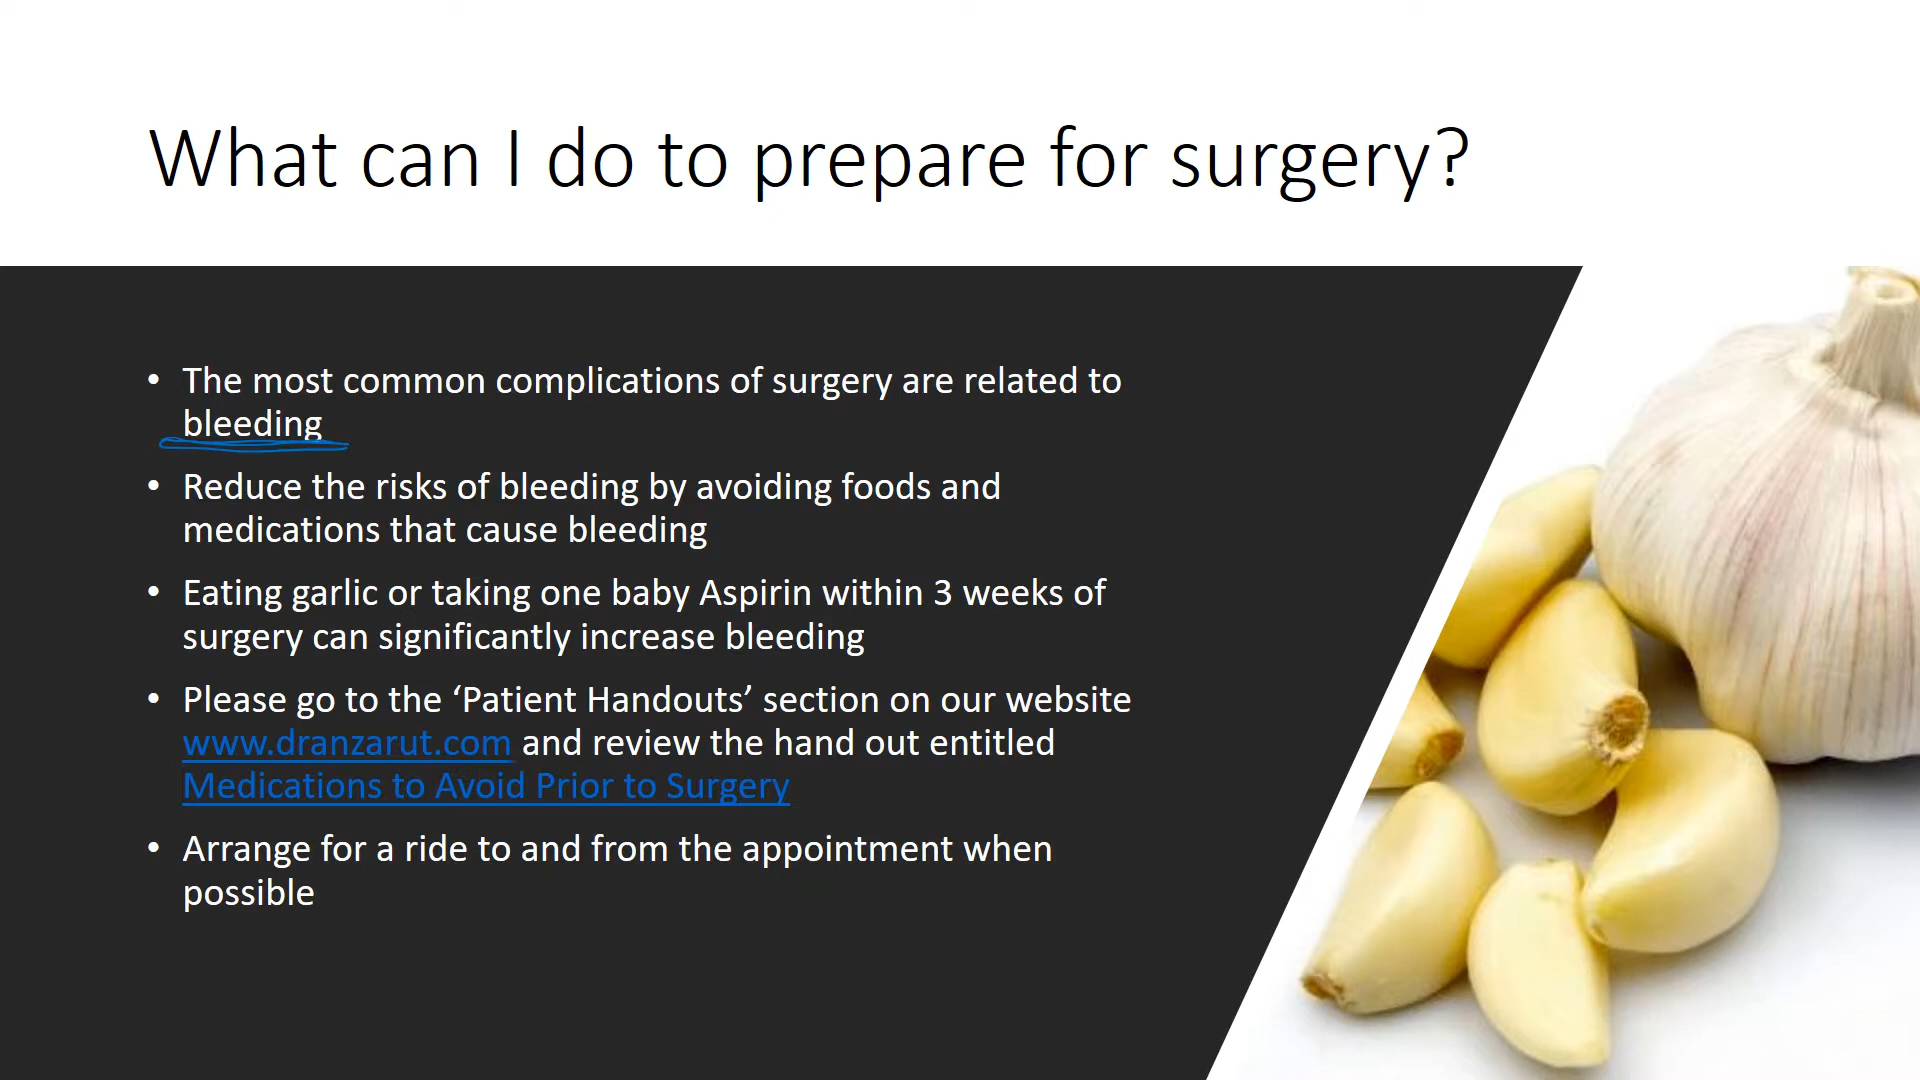 What can I do to prepare for surgery?
• The most common complications of surgery are related to
bleeding
• Reduce the risks of bleeding by avoiding foods and
medications that cause bleeding
• Eating garlic or taking one baby Aspirin within 3 weeks of
surgery can significantly increase bleeding
• Please go to the ‘Patient Handouts’ section on our website
www.dranzarut.com and review the hand out entitled
Medications to Avoid Prior to Surgery
• Arrange for a ride to and from the appointment when
possible